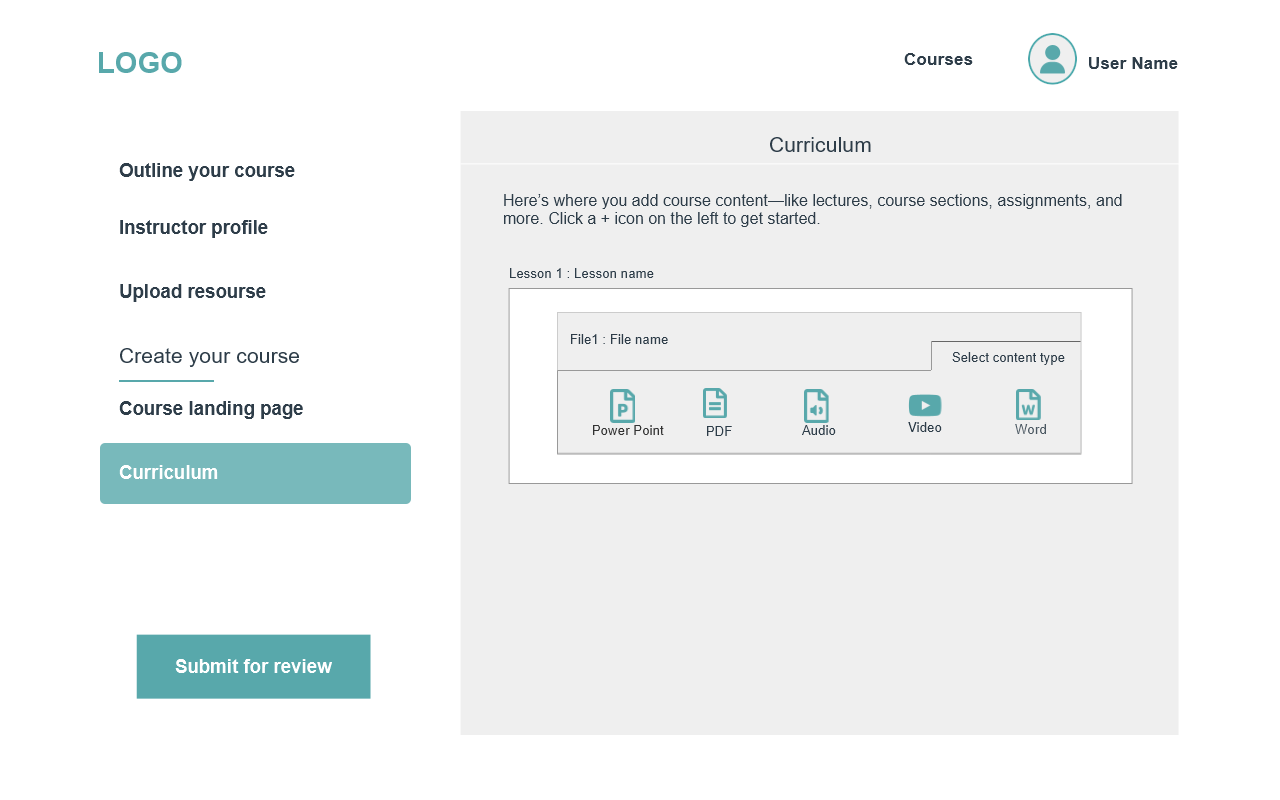 LOGO
Courses
User Name
Outline your course
Instructor profile
Upload resourse
Create your course
Course landing page
Curriculum
Submit for review
Curriculum
Here’s where you add course content—like lectures, course sections, assignments, and
more. Click a + icon on the left to get started.
Lesson 1 : Lesson name
File1 : File name
Select content type
P
Power Point
PDF
Audio
Video
W
Word